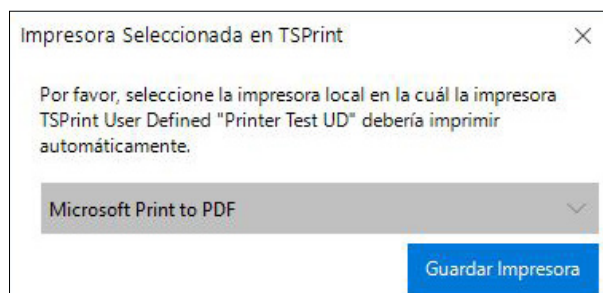 Impresora Seleccionada en TSPrint
Por favor, seleccione la impresora local en la cuál la impresora
TSPrint User Defined "Printer Test UD" debería imprimir
automáticamente.
Microsoft Print to PDF
Guardar Impresora